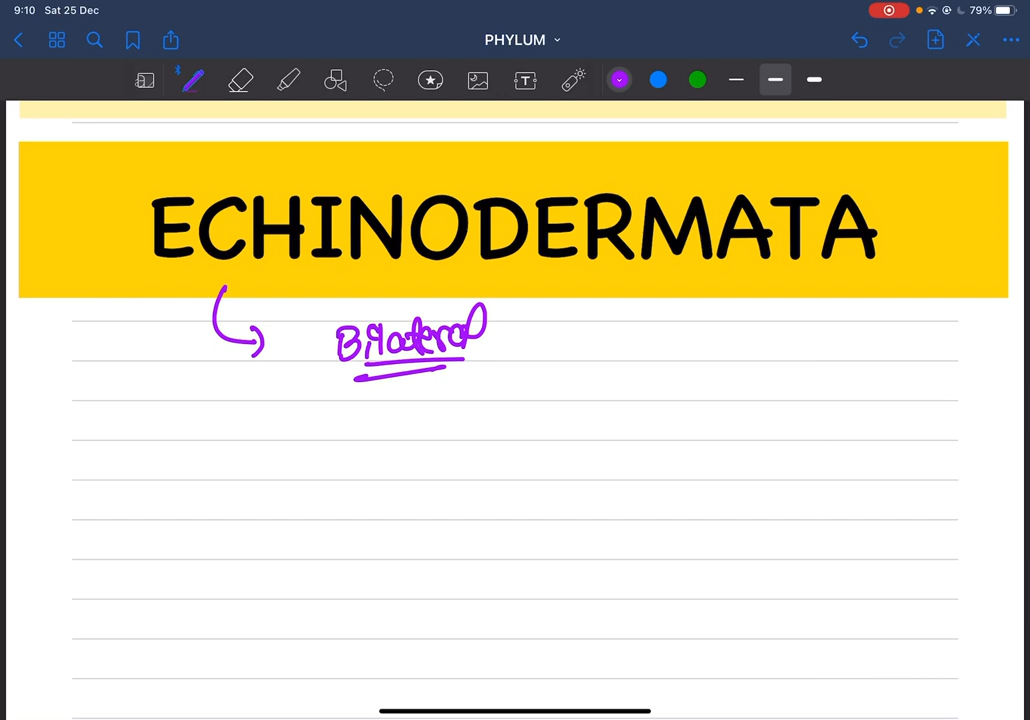 9:10 Sat 25 Dec 79%
PHYLUM
T
ECHINODERMATA
Bilateral